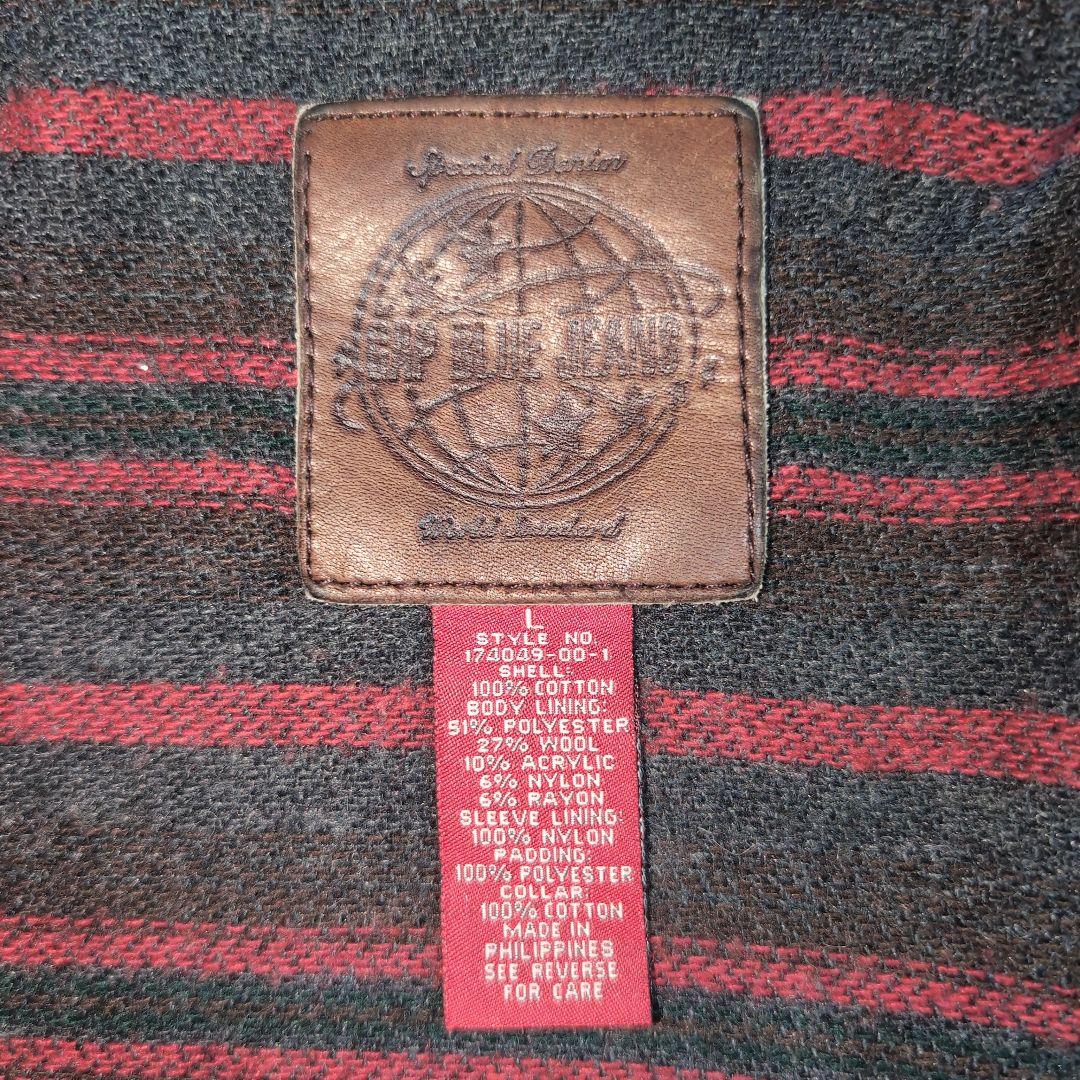 Special Denim
GAP BLUE JEANS
World Standard
L
STYLE NO.
174049-00-1
SHELL:
100% COTTON
BODY LINING:
51% POLYESTER
27% WOOL
10% ACRYLIC
6% NYLON
6% RAYON
SLEEVE LINING:
100% NYLON
PADDING:
100% POLYESTER
COLLAR:
100% COTTON
MADE IN
PHILIPPINES
SEE REVERSE
FOR CARE